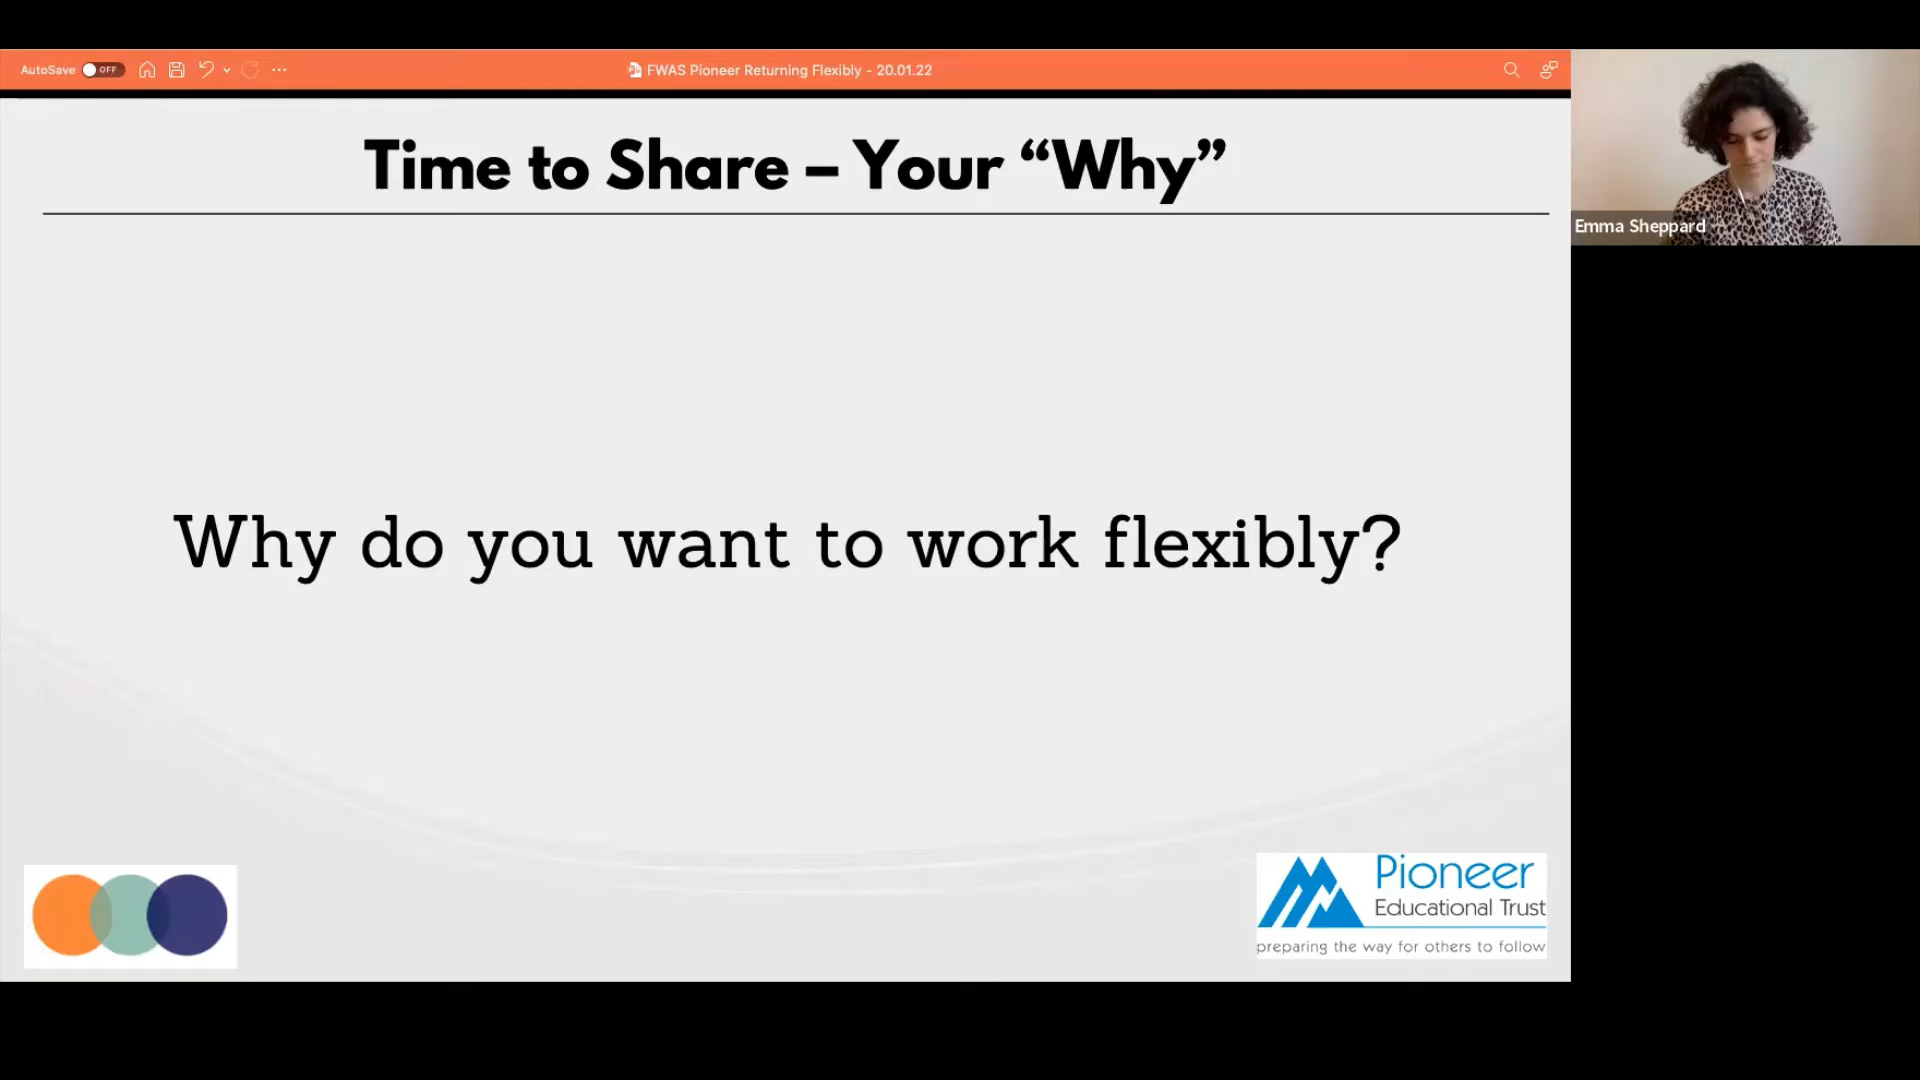 AutoSave OFF
FWAS Pioneer Returning Flexibly - 20.01.22
Time to Share – Your “Why”
Emma Sheppard
Why do you want to work flexibly?
Pioneer
Educational Trust
preparing the way for others to follow